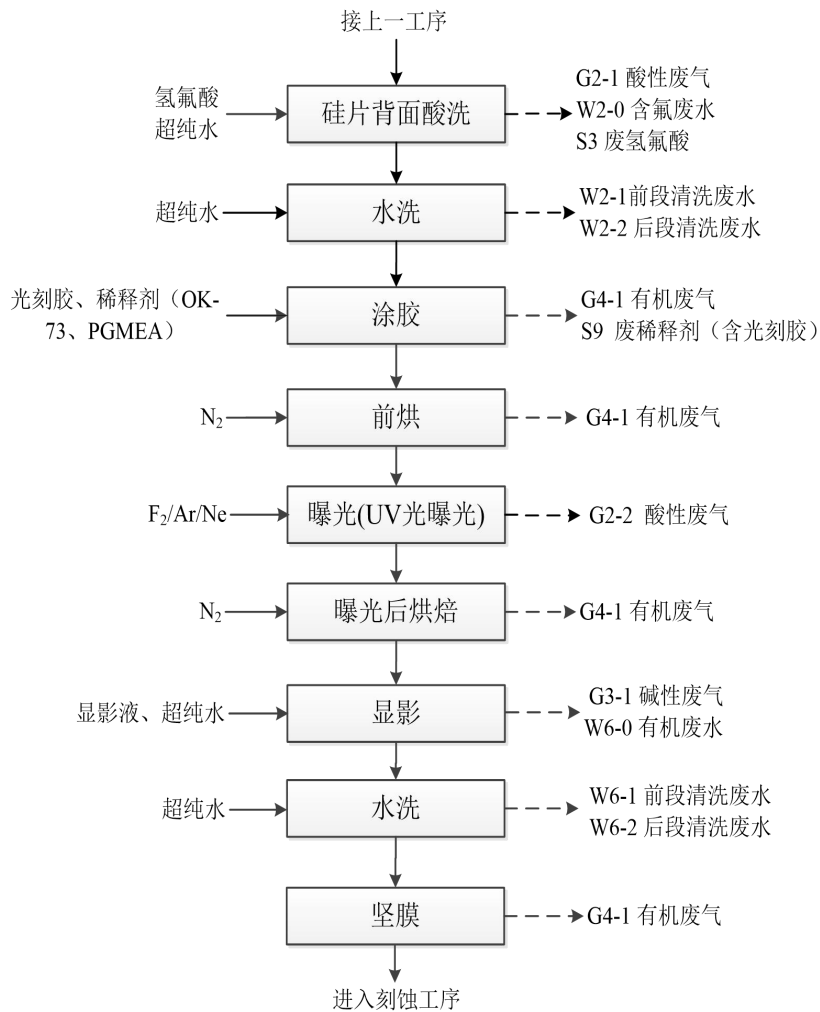 接上一工序
氢氟酸
超纯水
硅片背面酸洗
G2-1 酸性废气
W2-0 含氟废水
S3 废氢氟酸
超纯水
水洗
W2-1前段清洗废水
W2-2 后段清洗废水
光刻胶、稀释剂（OK-
73、PGMEA）
涂胶
G4-1 有机废气
S9 废稀释剂（含光刻胶）
N2
前烘
G4-1 有机废气
F2/Ar/Ne
曝光(UV光曝光)
G2-2 酸性废气
N2
曝光后烘焙
G4-1 有机废气
显影液、超纯水
显影
G3-1 碱性废气
W6-0 有机废水
超纯水
水洗
W6-1 前段清洗废水
W6-2 后段清洗废水
坚膜
G4-1 有机废气
进入刻蚀工序